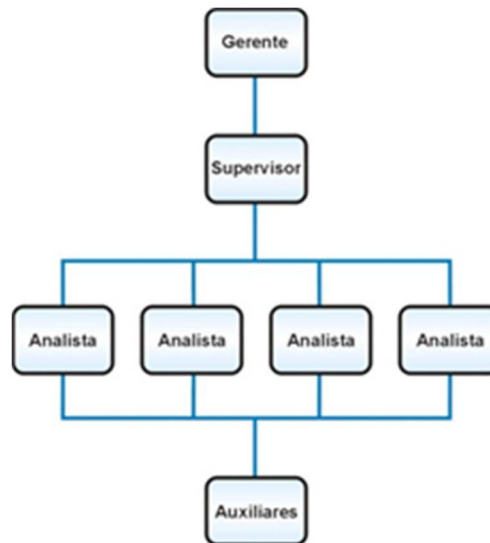 Gerente
Supervisor
Analista
Analista
Analista
Analista
Auxiliares